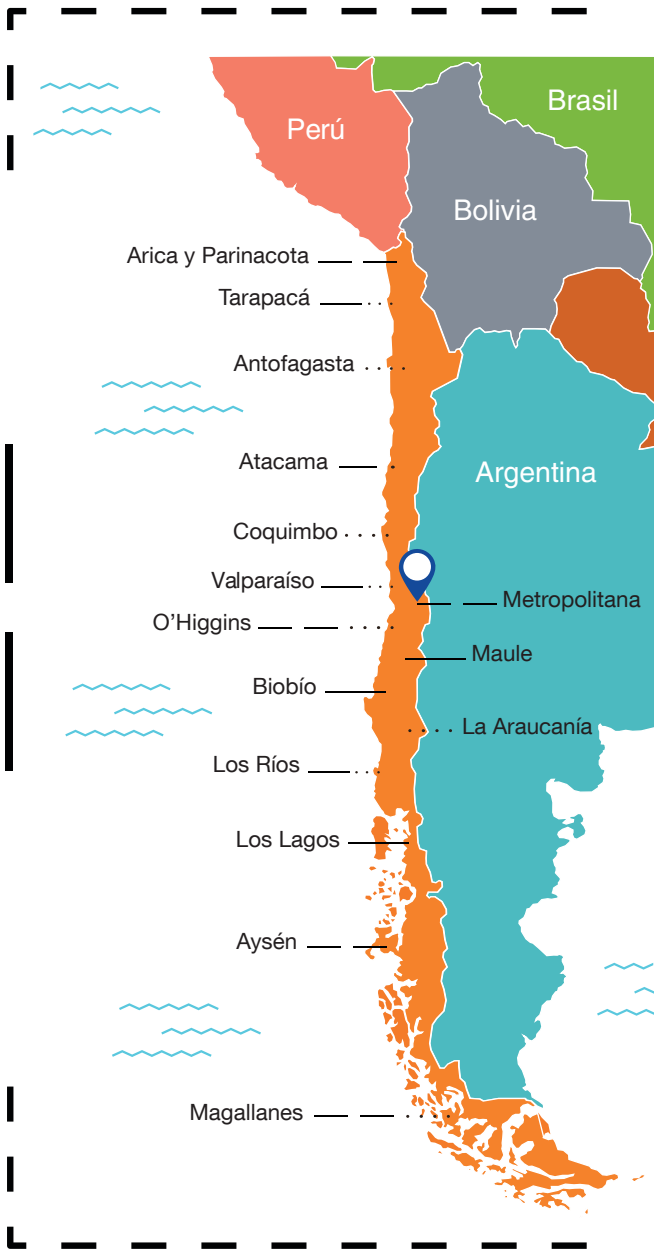 Brasil
Perú
Bolivia
Arica y Parinacota
Tarapacá
Antofagasta
Atacama
Argentina
Coquimbo
Valparaíso
Metropolitana
O’Higgins
Maule
Biobío
La Araucanía
Los Ríos
Los Lagos
Aysén
Magallanes